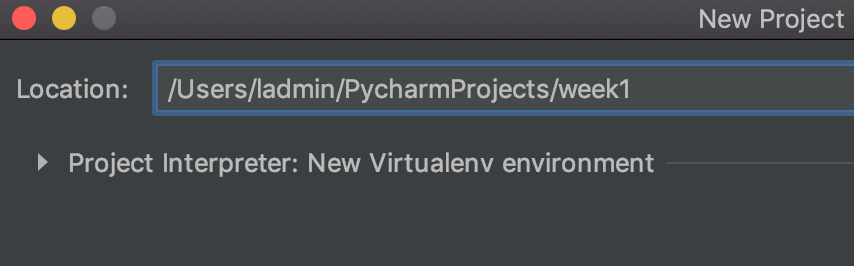 New Project
Location: /Users/ladmin/PycharmProjects/week1
Project Interpreter: New Virtualenv environment